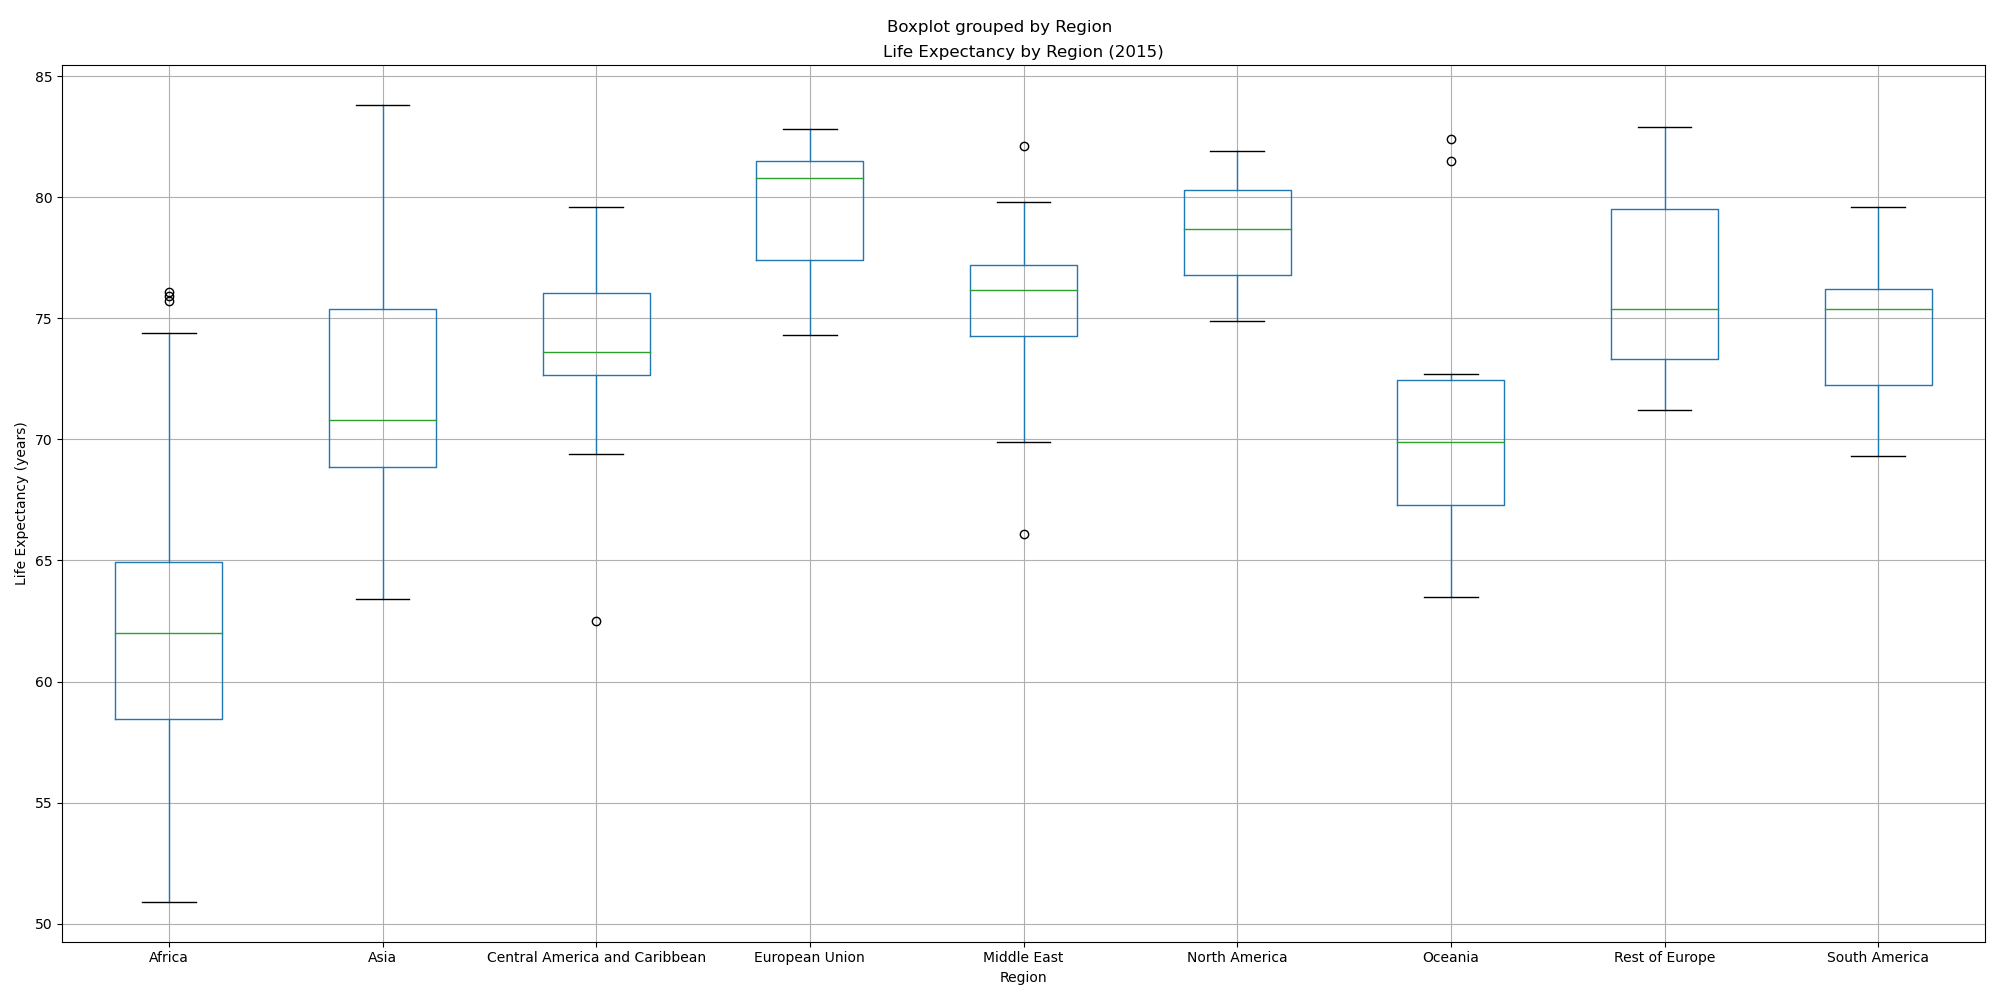 Boxplot grouped by Region
Life Expectancy by Region (2015)
Life Expectancy (years)
85
80
75
70
65
60
55
50
Africa
Asia
Central America and Caribbean
European Union
Middle East
North America
Oceania
Rest of Europe
South America
Region